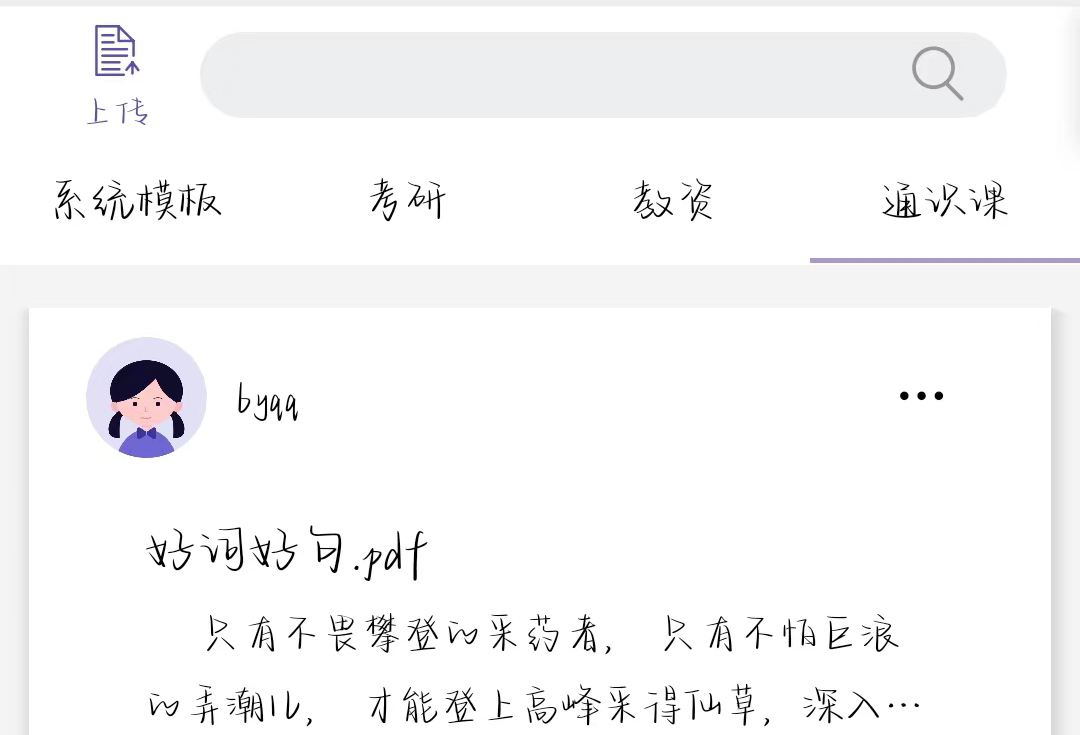 上传
系统模板 考研 教资 通识课
byqq
好词好句.pdf
只有不畏攀登的采药者, 只有不怕巨浪
的弄潮儿, 才能登上高峰采得仙草, 深入…